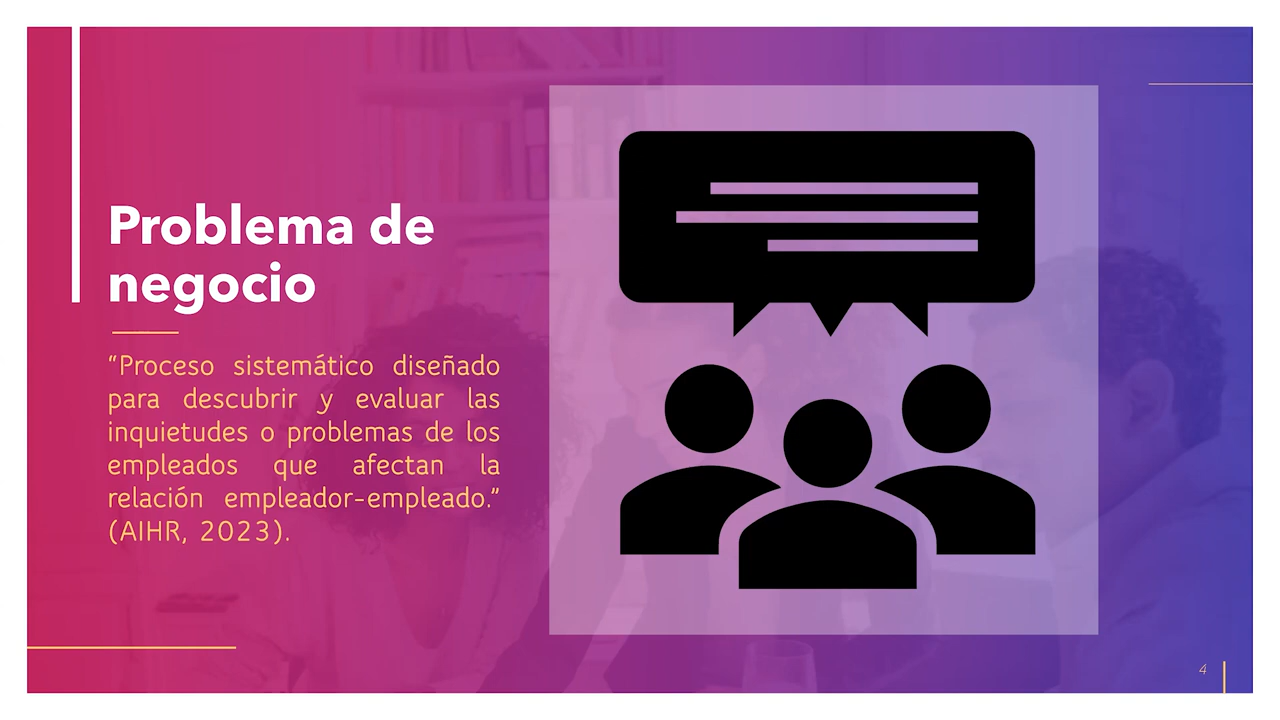 Problema de
negocio
“Proceso sistemático diseñado
para descubrir y evaluar las
inquietudes o problemas de los
empleados que afectan la
relación empleador-empleado.”
(AIHR, 2023).
4